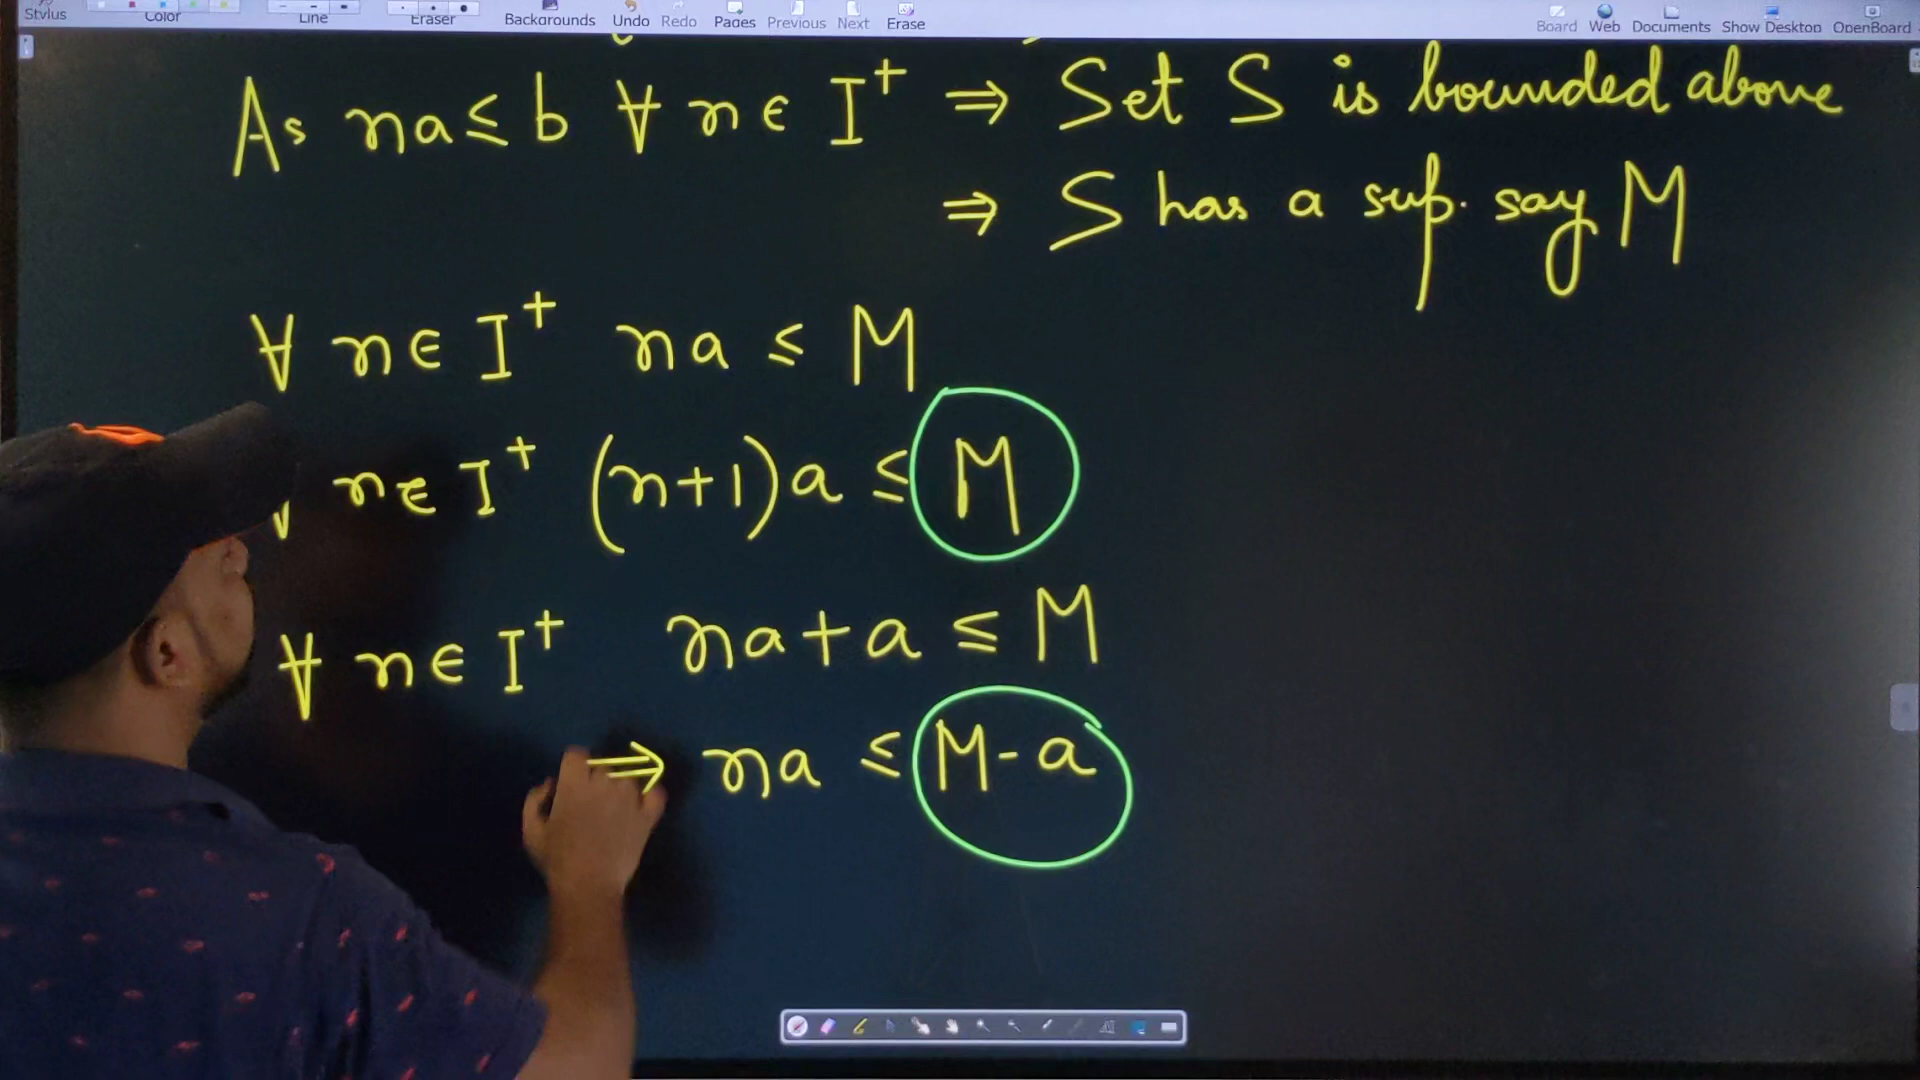 Stylus Color Line Eraser Backgrounds Undo Redo Pages Previous Next Erase Board Web Documents Show Desktop OpenBoard
As na ≤ b ∀ n ∈ I⁺ ⇒ Set S is bounded above
⇒ S has a sup. say M
∀ n ∈ I⁺ na ≤ M
∀ n ∈ I⁺ (n+1)a ≤ M
∀ n ∈ I⁺ na + a ≤ M
⇒ na ≤ M - a